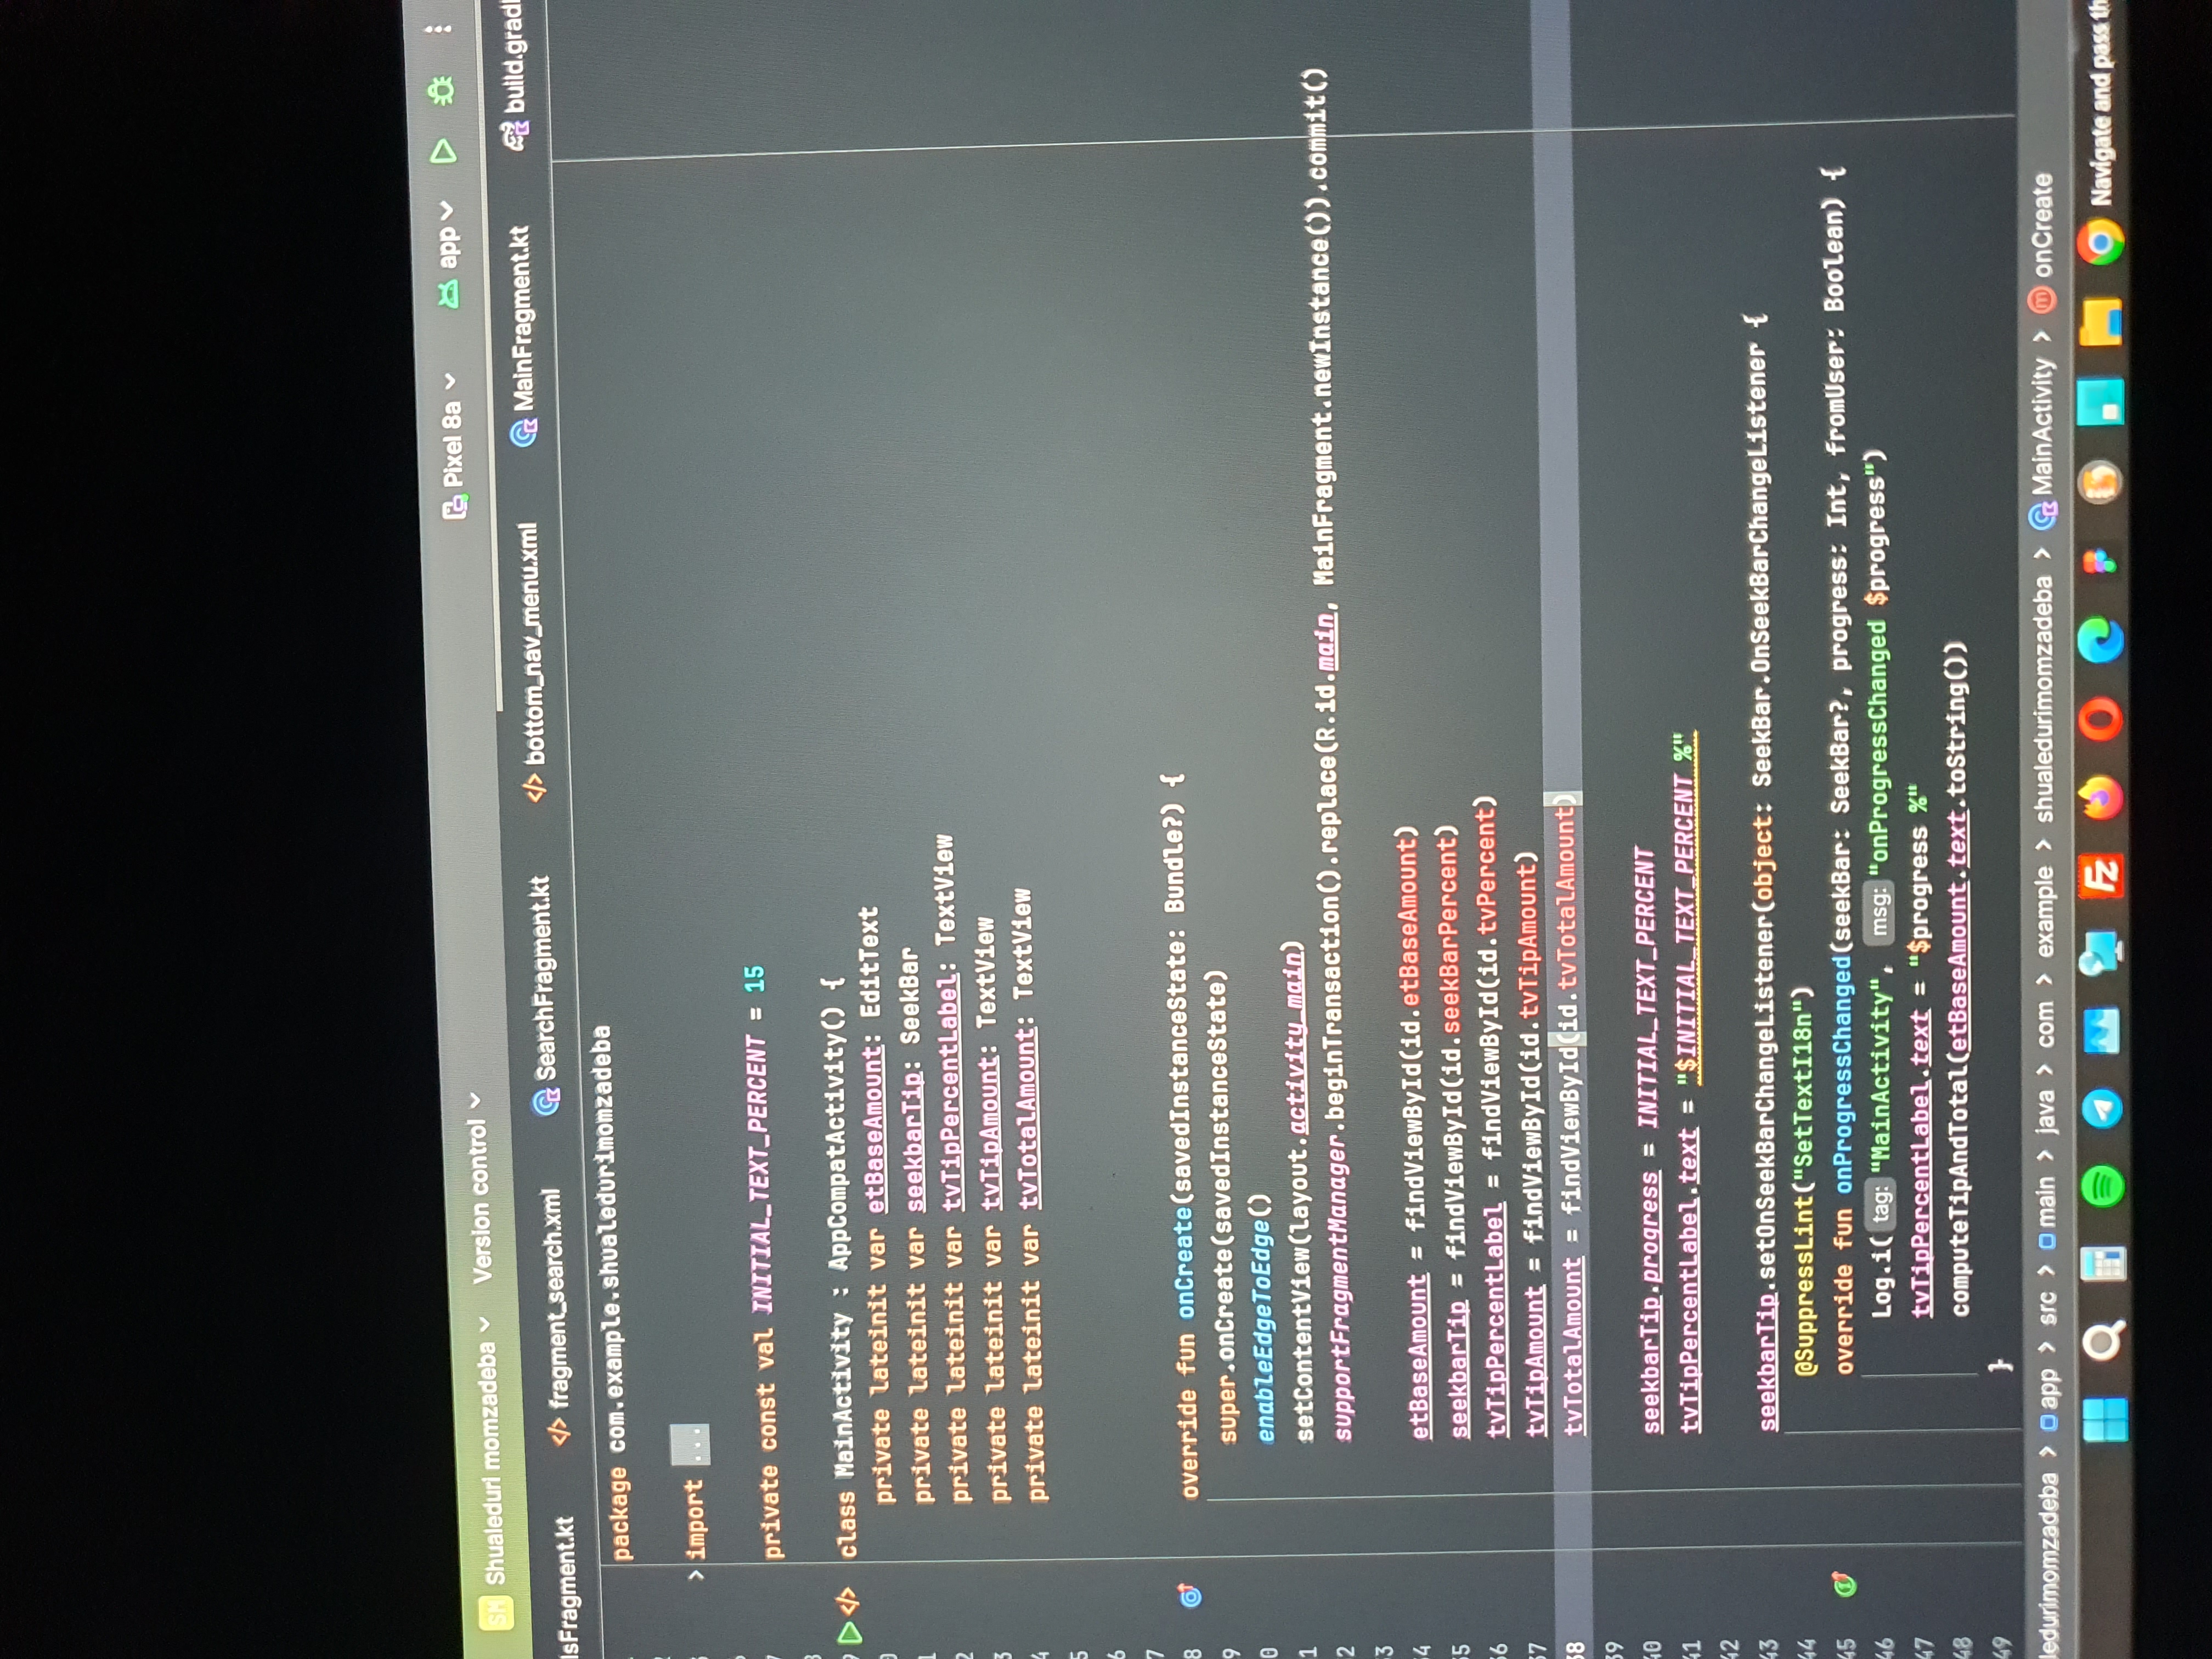 SM Shualeduri momzadeba Version control Pixel 8a app
lsFragment.kt fragment_search.xml SearchFragment.kt bottom_nav_menu.xml MainFragment.kt build.gradl
package com.example.shualedurimomzadeba
import ...
private const val INITIAL_TEXT_PERCENT = 15
class MainActivity : AppCompatActivity() {
private lateinit var etBaseAmount: EditText
private lateinit var seekbarTip: SeekBar
private lateinit var tvTipPercentLabel: TextView
private lateinit var tvTipAmount: TextView
private lateinit var tvTotalAmount: TextView
override fun onCreate(savedInstanceState: Bundle?) {
super.onCreate(savedInstanceState)
enableEdgeToEdge()
setContentView(layout.activity_main)
supportFragmentManager.beginTransaction().replace(R.id.main, MainFragment.newInstance()).commit()
etBaseAmount = findViewById(id.etBaseAmount)
seekbarTip = findViewById(id.seekBarPercent)
tvTipPercentLabel = findViewById(id.tvPercent)
tvTipAmount = findViewById(id.tvTipAmount)
tvTotalAmount = findViewById(id.tvTotalAmount)
seekbarTip.progress = INITIAL_TEXT_PERCENT
tvTipPercentLabel.text = "$INITIAL_TEXT_PERCENT %"
seekbarTip.setOnSeekBarChangeListener(object: SeekBar.OnSeekBarChangeListener {
@SuppressLint("SetTextI18n")
override fun onProgressChanged(seekBar: SeekBar?, progress: Int, fromUser: Boolean) {
Log.i( tag: "MainActivity", msg: "onProgressChanged $progress")
tvTipPercentLabel.text = "$progress %"
computeTipAndTotal(etBaseAmount.text.toString())
}
ledurimomzadeba > app > src > main > java > com > example > shualedurimomzadeba > MainActivity > onCreate
Navigate and pass th